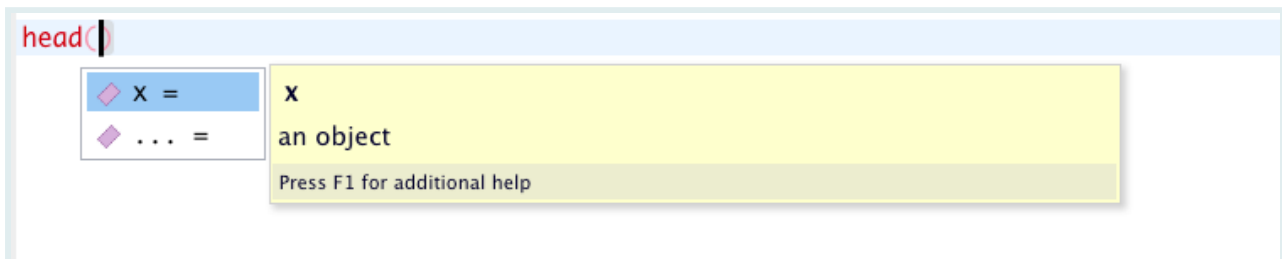 head()
x =
... =
x
an object
Press F1 for additional help